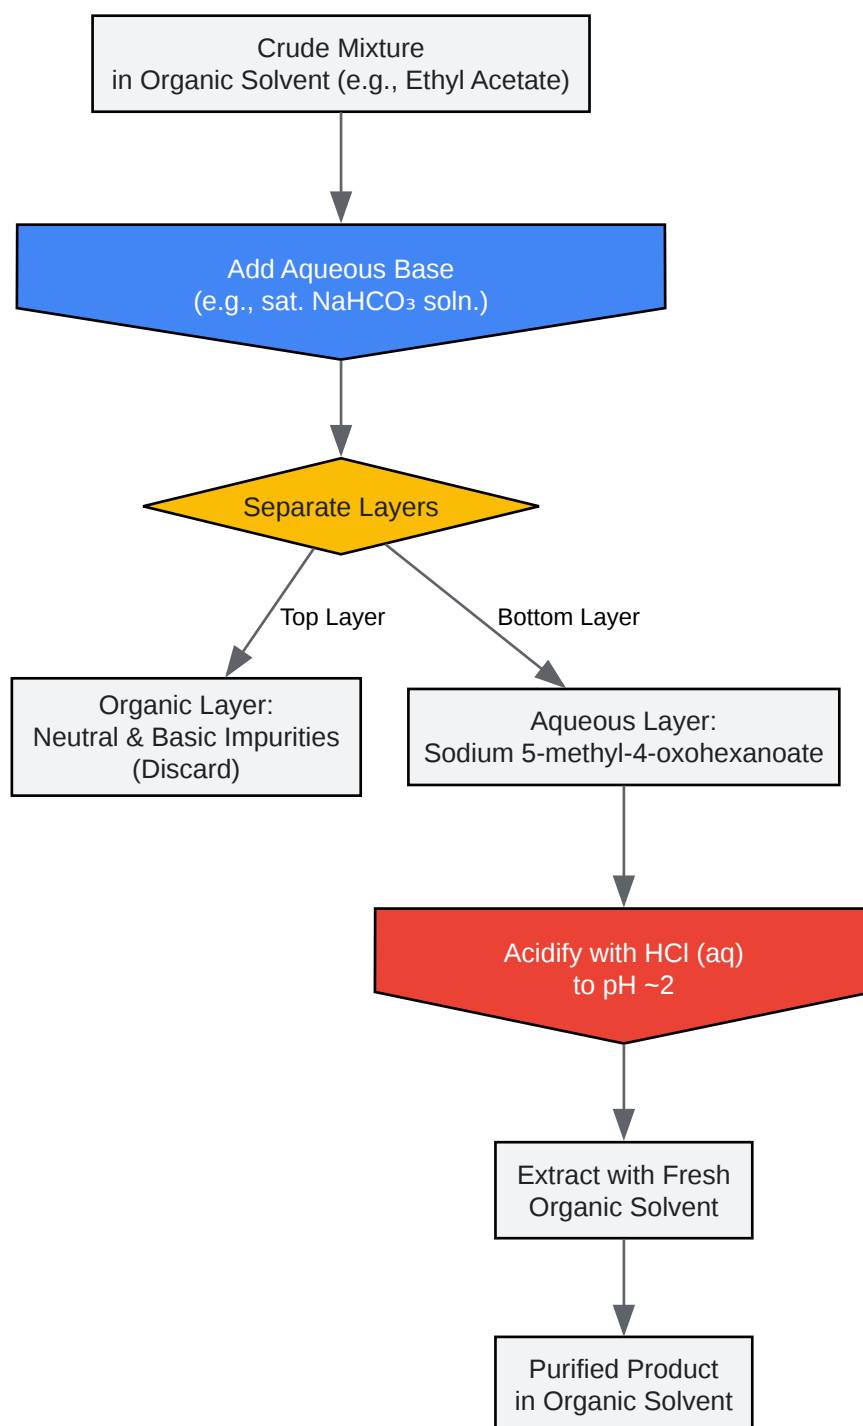 Crude Mixture
in Organic Solvent (e.g., Ethyl Acetate)
Add Aqueous Base
(e.g., sat. NaHCO₃ soln.)
Separate Layers
Top Layer
Bottom Layer
Organic Layer:
Neutral & Basic Impurities
(Discard)
Aqueous Layer:
Sodium 5-methyl-4-oxohexanoate
Acidify with HCl (aq)
to pH ~2
Extract with Fresh
Organic Solvent
Purified Product
in Organic Solvent